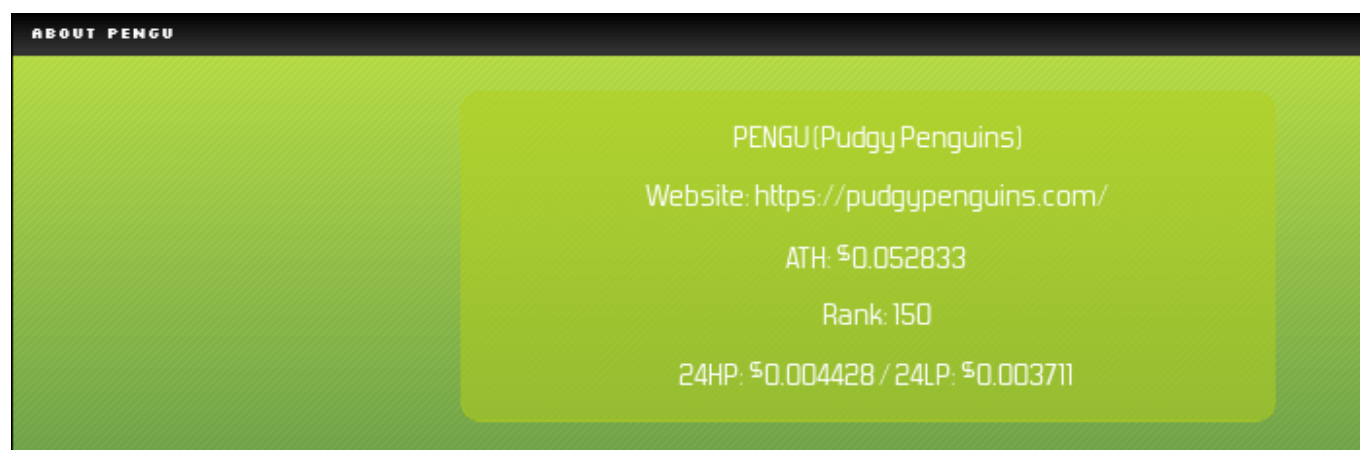 ABOUT PENGU
PENGU (Pudgy Penguins)
Website: https://pudgypenguins.com/
ATH: $0.052833
Rank: 150
24HP: $0.004428 / 24LP: $0.003711